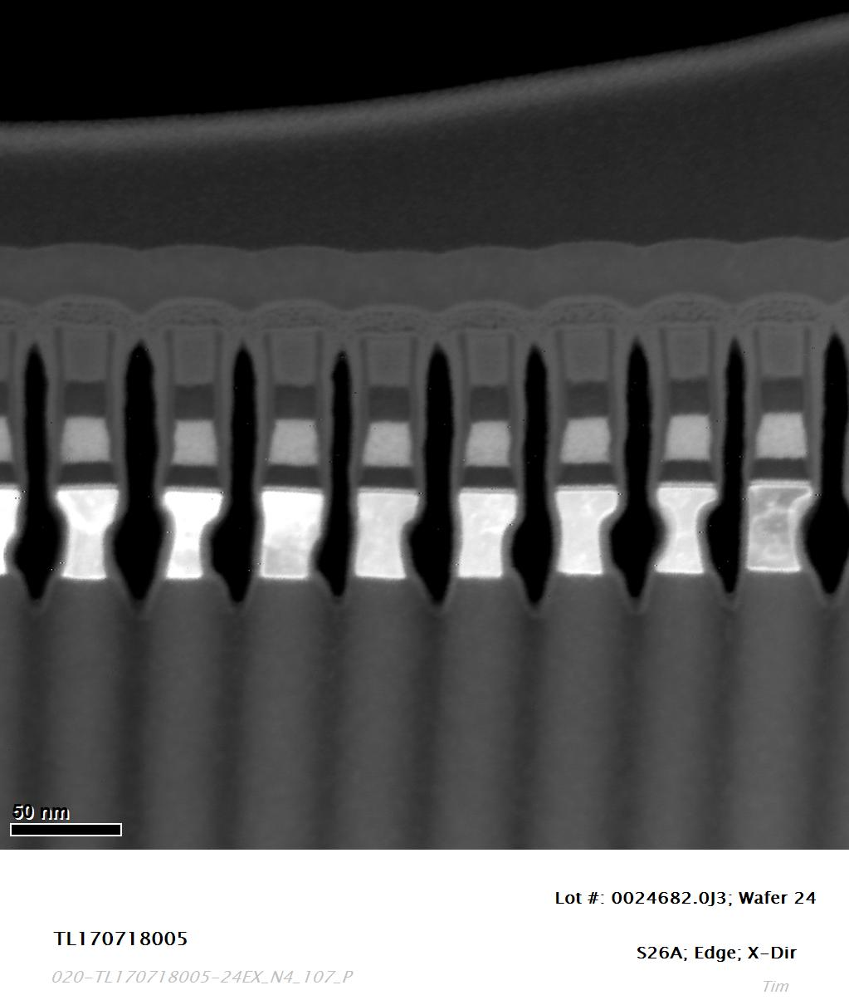 50 nm
Lot #: 0024682.0J3; Wafer 24
TL170718005
S26A; Edge; X-Dir
020-TL170718005-24EX_N4_107_P
Tim